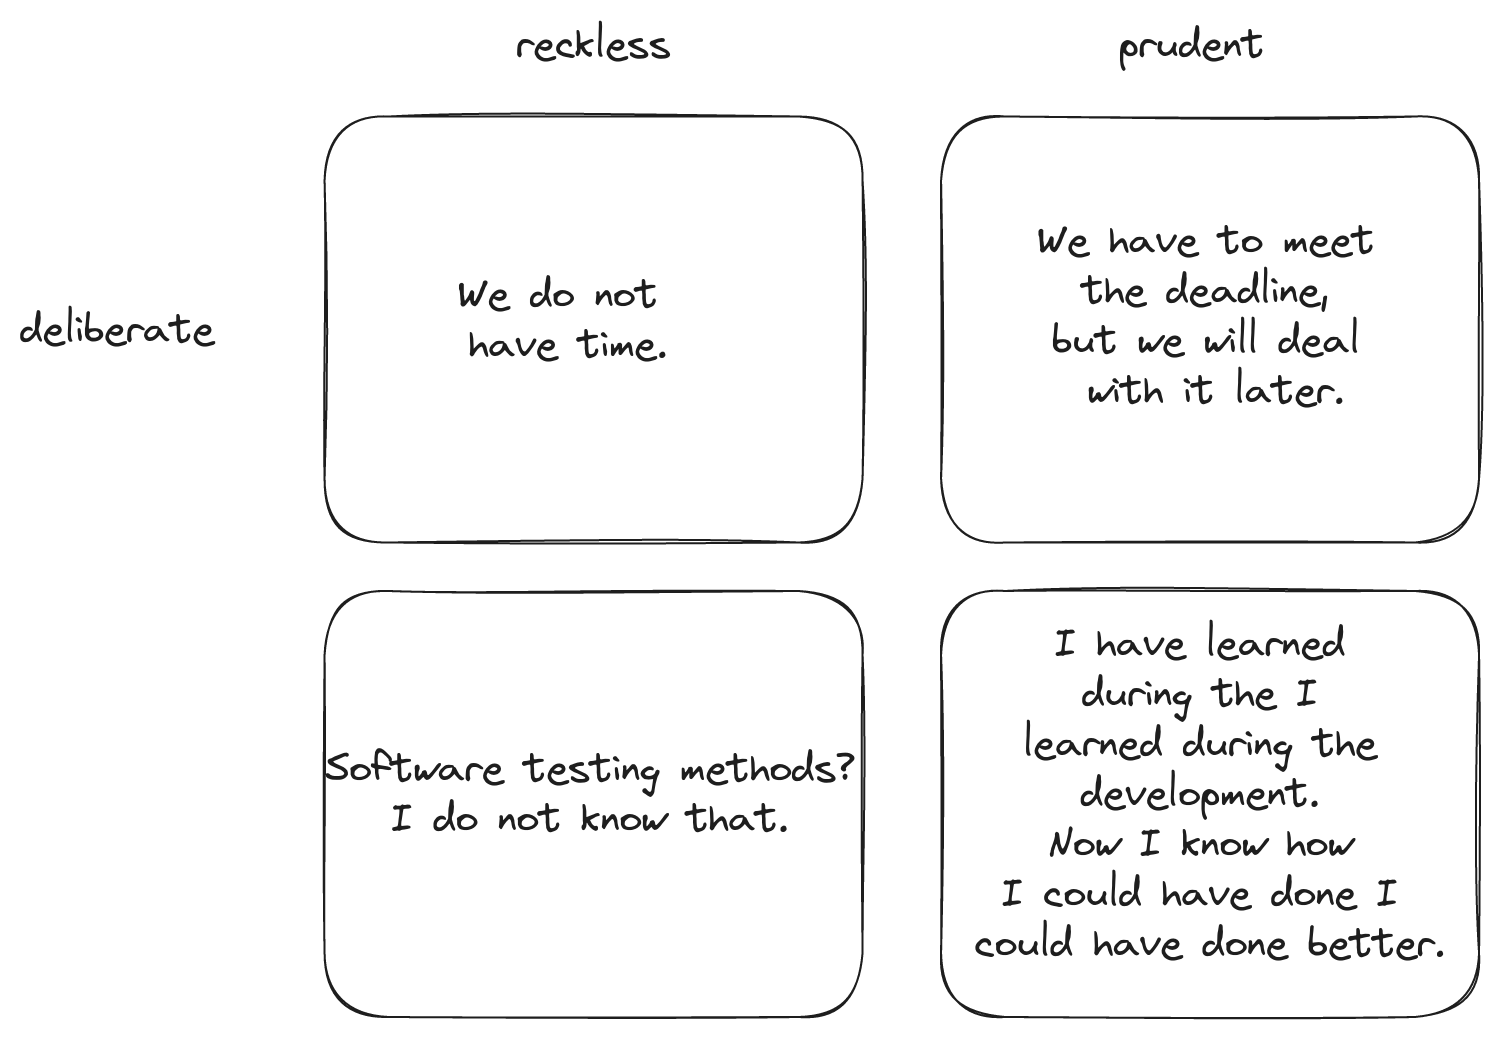 reckless
prudent
deliberate
We do not
have time.
We have to meet
the deadline,
but we will deal
with it later.
Software testing methods?
I do not know that.
I have learned
during the I
learned during the
development.
Now I know how
I could have done I
could have done better.